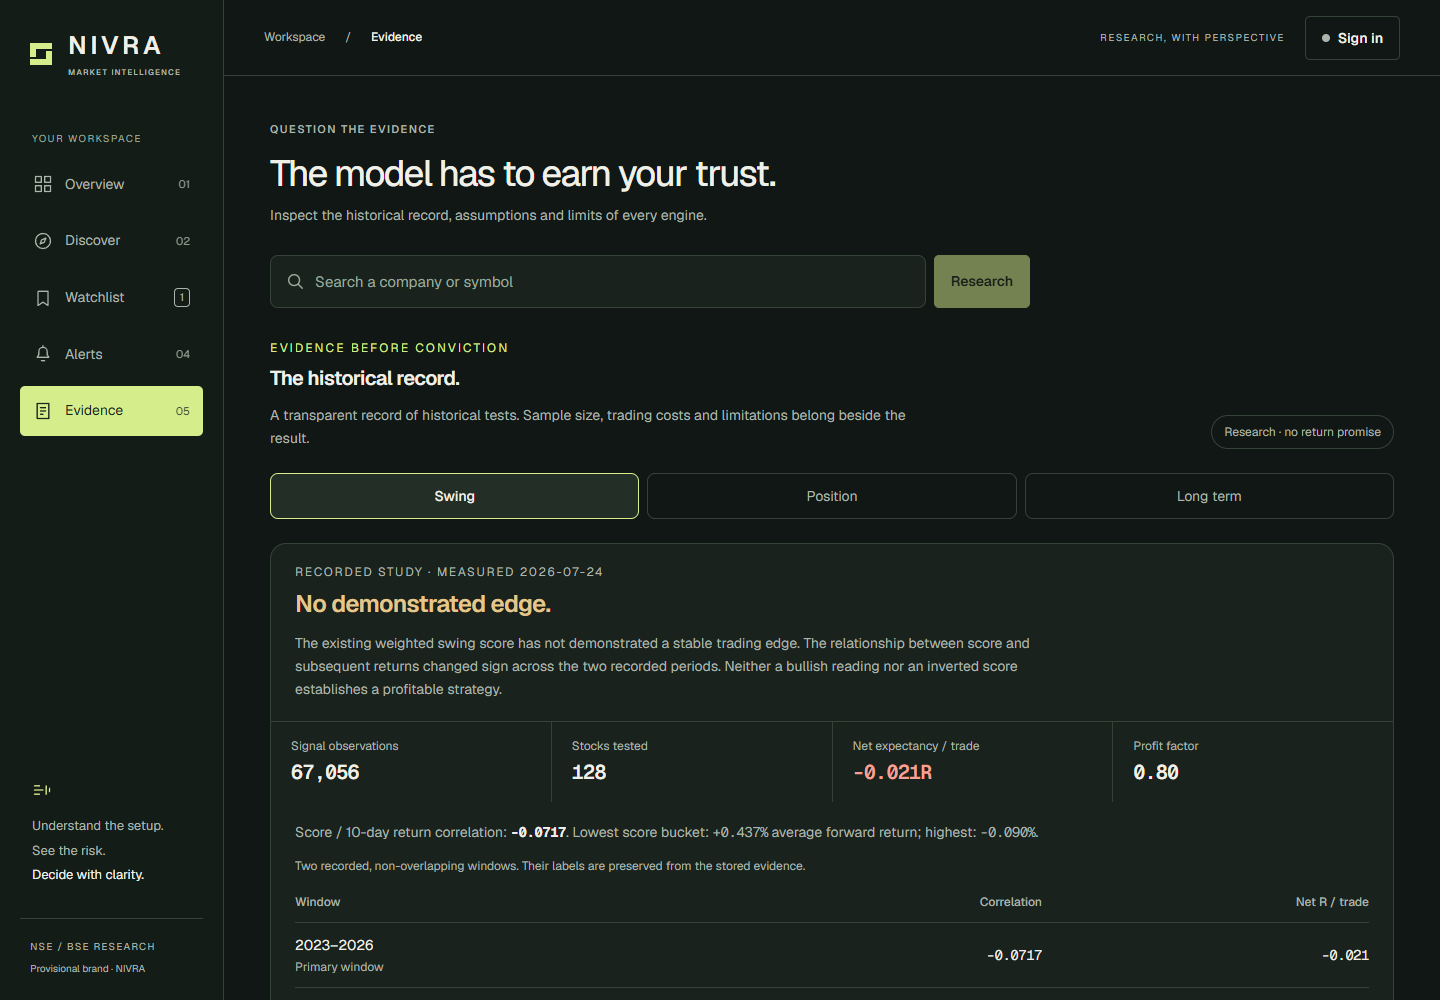 NIVRA
MARKET INTELLIGENCE
YOUR WORKSPACE
Overview 01
Discover 02
Watchlist 1
Alerts 04
Evidence 05
Understand the setup.
See the risk.
Decide with clarity.
NSE / BSE RESEARCH
Provisional brand · NIVRA
Workspace / Evidence
RESEARCH, WITH PERSPECTIVE
Sign in
QUESTION THE EVIDENCE
The model has to earn your trust.
Inspect the historical record, assumptions and limits of every engine.
Search a company or symbol
Research
EVIDENCE BEFORE CONVICTION
The historical record.
A transparent record of historical tests. Sample size, trading costs and limitations belong beside the
result.
Research · no return promise
Swing
Position
Long term
RECORDED STUDY · MEASURED 2026-07-24
No demonstrated edge.
The existing weighted swing score has not demonstrated a stable trading edge. The relationship between score and
subsequent returns changed sign across the two recorded periods. Neither a bullish reading nor an inverted score
establishes a profitable strategy.
Signal observations
67,056
Stocks tested
128
Net expectancy / trade
-0.021R
Profit factor
0.80
Score / 10-day return correlation: -0.0717. Lowest score bucket: +0.437% average forward return; highest: -0.090%.
Two recorded, non-overlapping windows. Their labels are preserved from the stored evidence.
Window Correlation Net R / trade
2023–2026
Primary window
-0.0717 -0.021